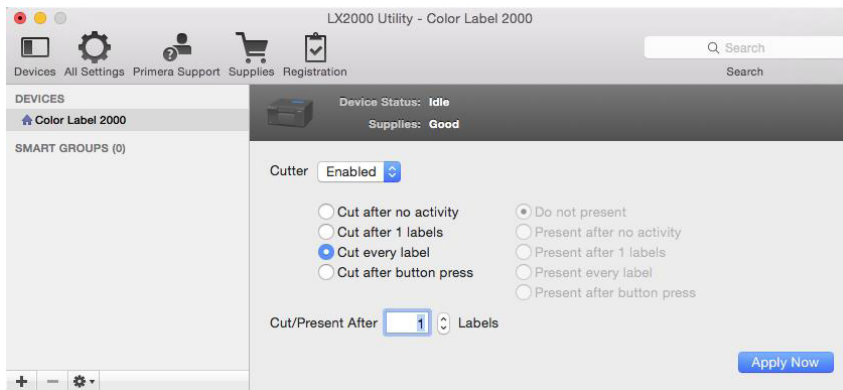 LX2000 Utility - Color Label 2000
Devices All Settings Primera Support Supplies Registration
Search
Search
DEVICES
Color Label 2000
SMART GROUPS (0)
Device Status: Idle
Supplies: Good
Cutter Enabled
Cut after no activity
Cut after 1 labels
Cut every label
Cut after button press
Do not present
Present after no activity
Present after 1 labels
Present every label
Present after button press
Cut/Present After 1 Labels
Apply Now